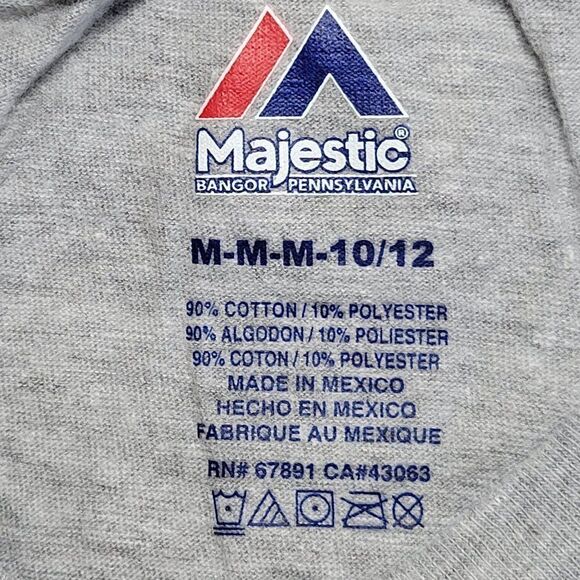 Majestic®
BANGOR, PENNSYLVANIA
M-M-M-10/12
90% COTTON / 10% POLYESTER
90% ALGODON / 10% POLIESTER
90% COTON / 10% POLYESTER
MADE IN MEXICO
HECHO EN MEXICO
FABRIQUE AU MEXIQUE
RN# 67891 CA#43063